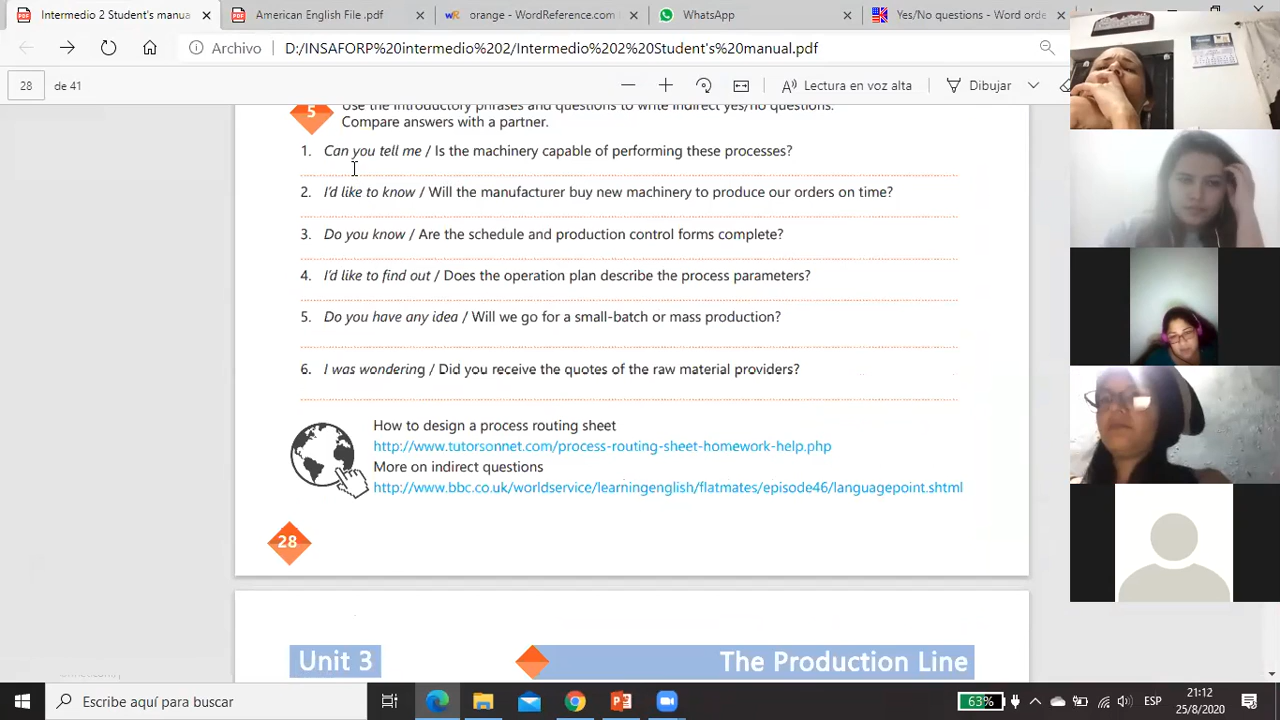 Intermedio 2 Student's manua
American English File.pdf
orange - WordReference.com
WhatsApp
Yes/No questions - Word orde
Archivo
D:/INSAFORP%20intermedio%202/Intermedio%202%20Student's%20manual.pdf
28 de 41
Lectura en voz alta
Dibujar
5
Use the introductory phrases and questions to write indirect yes/no questions.
Compare answers with a partner.
1. Can you tell me / Is the machinery capable of performing these processes?
2. I'd like to know / Will the manufacturer buy new machinery to produce our orders on time?
3. Do you know / Are the schedule and production control forms complete?
4. I'd like to find out / Does the operation plan describe the process parameters?
5. Do you have any idea / Will we go for a small-batch or mass production?
6. I was wondering / Did you receive the quotes of the raw material providers?
How to design a process routing sheet
http://www.tutorsonnet.com/process-routing-sheet-homework-help.php
More on indirect questions
http://www.bbc.co.uk/worldservice/learningenglish/flatmates/episode46/languagepoint.shtml
28
Unit 3
The Production Line
Escribe aquí para buscar
63%
ESP
21:12
25/8/2020